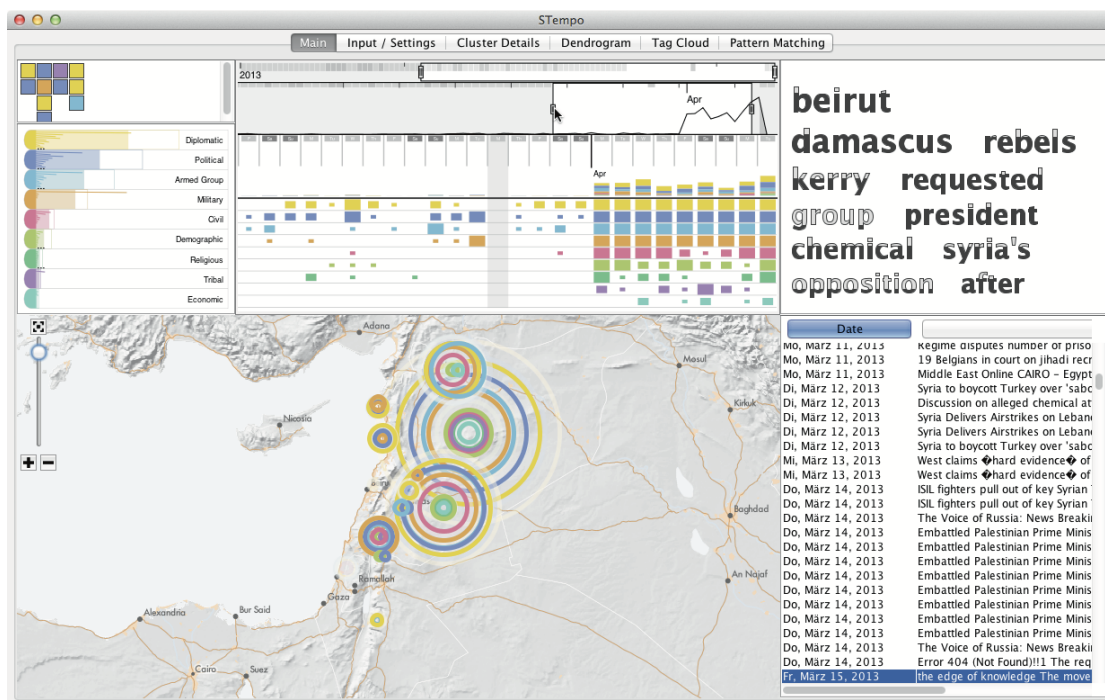 STempo
Main
Input / Settings
Cluster Details
Dendrogram
Tag Cloud
Pattern Matching
2013
Apr
Apr
Diplomatic
Political
Armed Group
Military
Civil
Demographic
Religious
Tribal
Economic
beirut
damascus rebels
kerry requested
group president
chemical syria's
opposition after
Adana
Mosul
Nicosia
Kirkuk
Baghdad
An Najaf
Ramallah
Gaza
Bur Said
Alexandria
Cairo
Suez
Date
Mo, März 11, 2013 Regime disputes number of priso
Mo, März 11, 2013 19 Belgians in court on jihadi recr
Mo, März 11, 2013 Middle East Online CAIRO – Egypt
Di, März 12, 2013 Syria to boycott Turkey over 'sabc
Di, März 12, 2013 Discussion on alleged chemical at
Di, März 12, 2013 Syria Delivers Airstrikes on Leban
Di, März 12, 2013 Syria Delivers Airstrikes on Leban
Di, März 12, 2013 Syria to boycott Turkey over 'sabc
Mi, März 13, 2013 West claims �hard evidence� of
Mi, März 13, 2013 West claims �hard evidence� of
Do, März 14, 2013 ISIL fighters pull out of key Syrian
Do, März 14, 2013 ISIL fighters pull out of key Syrian
Do, März 14, 2013 The Voice of Russia: News Breakin
Do, März 14, 2013 Embattled Palestinian Prime Minis
Do, März 14, 2013 Embattled Palestinian Prime Minis
Do, März 14, 2013 Embattled Palestinian Prime Minis
Do, März 14, 2013 Embattled Palestinian Prime Minis
Do, März 14, 2013 Embattled Palestinian Prime Minis
Do, März 14, 2013 Embattled Palestinian Prime Minis
Do, März 14, 2013 Embattled Palestinian Prime Minis
Do, März 14, 2013 Embattled Palestinian Prime Minis
Do, März 14, 2013 Embattled Palestinian Prime Minis
Do, März 14, 2013 Error 404 (Not Found)!!1 The req
Fr, März 15, 2013 the edge of knowledge The move